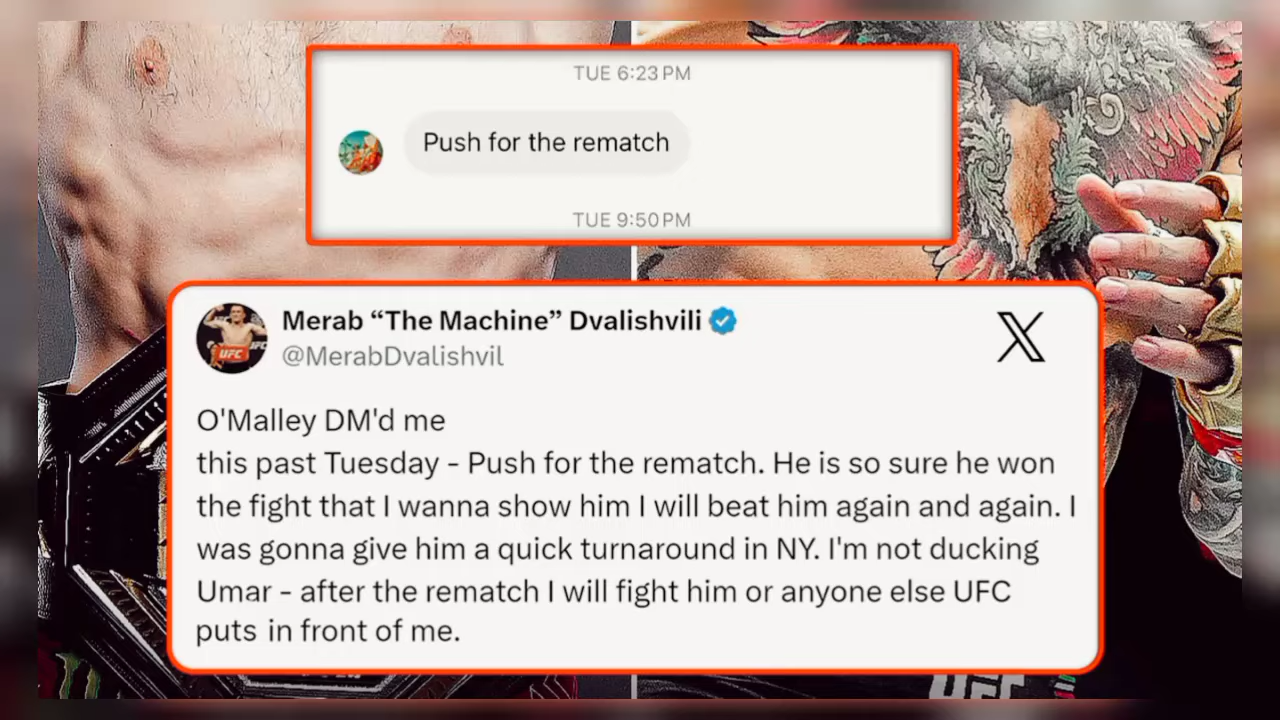 TUE 6:23 PM
Push for the rematch
TUE 9:50 PM
Merab “The Machine” Dvalishvili
@MerabDvalishvil
O'Malley DM'd me
this past Tuesday - Push for the rematch. He is so sure he won
the fight that I wanna show him I will beat him again and again. I
was gonna give him a quick turnaround in NY. I'm not ducking
Umar - after the rematch I will fight him or anyone else UFC
puts in front of me.
UFC